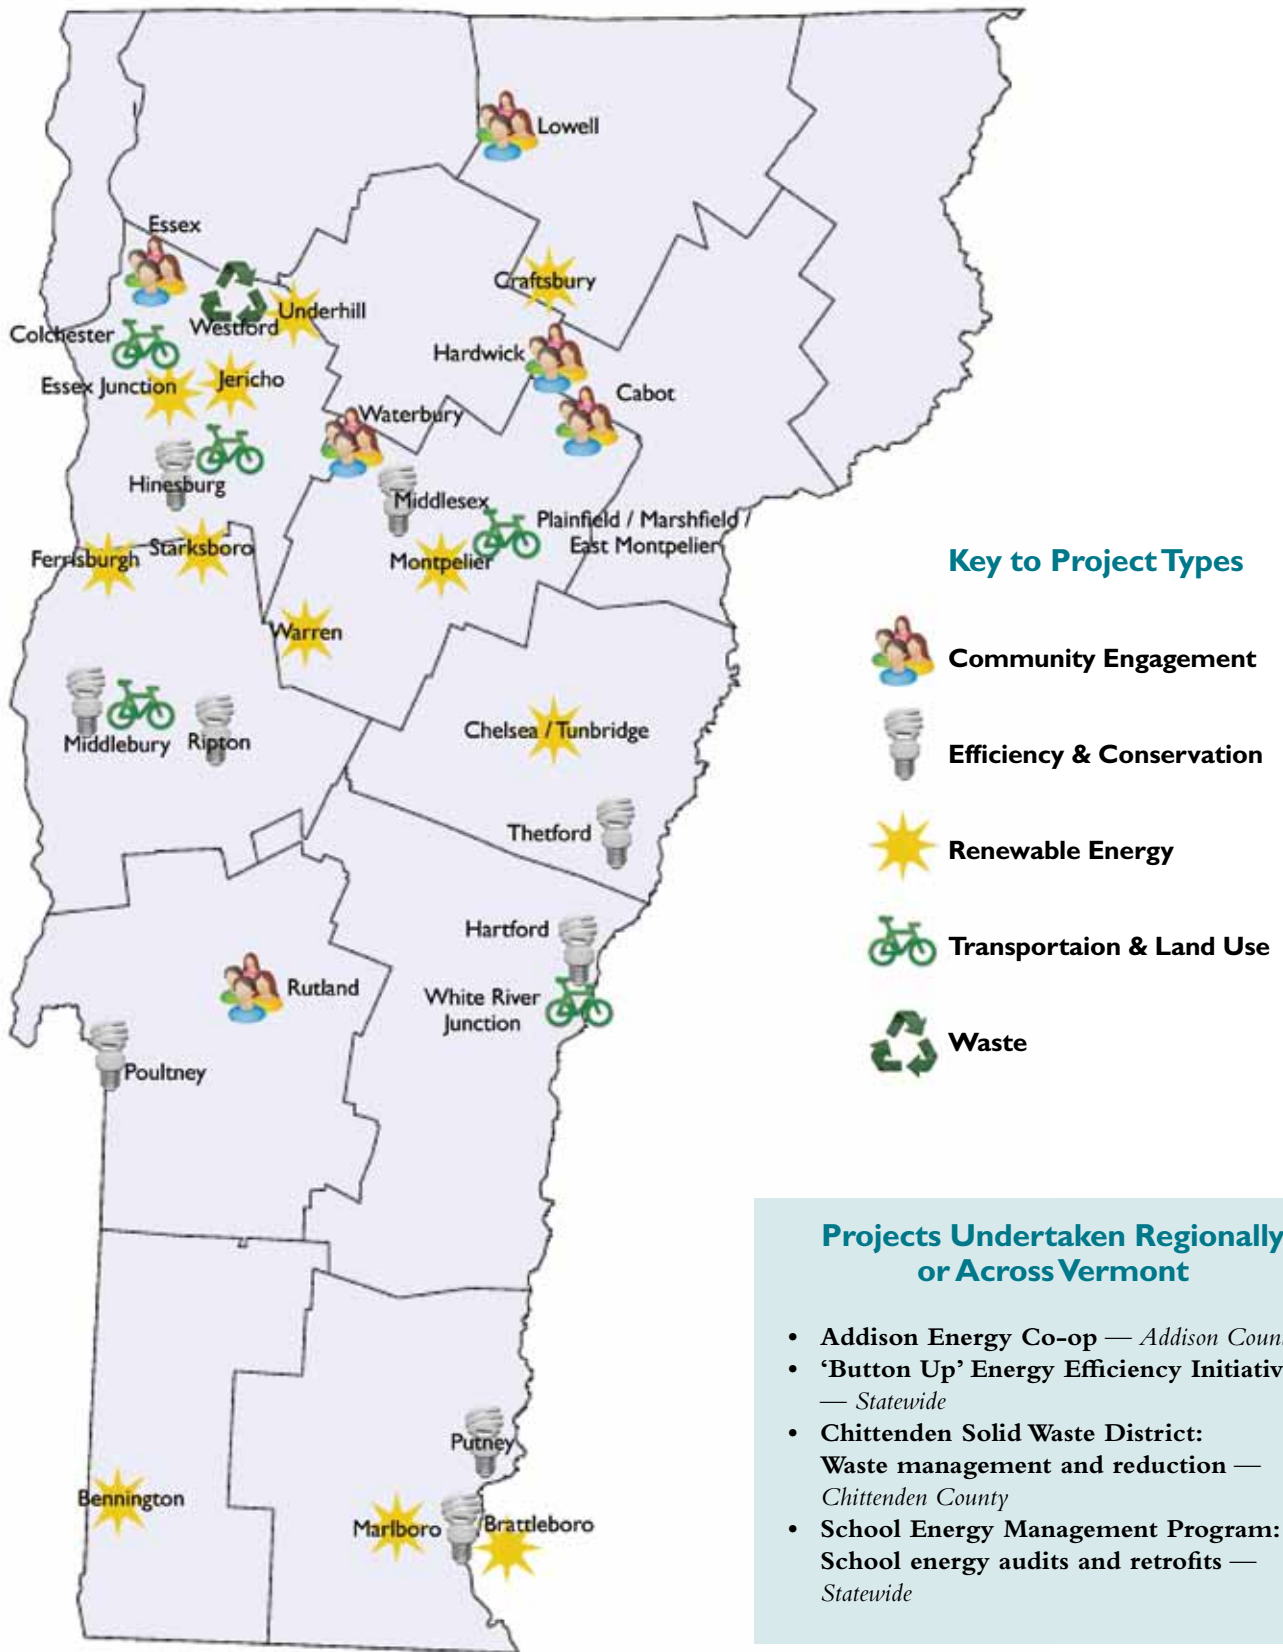 Lowell
Essex
Craftsbury
Underhill
Westford
Colchester
Hardwick
Essex Junction
Jericho
Cabot
Waterbury
Hinesburg
Middlesex
Plainfield / Marshfield /
East Montpelier
Ferrisburgh
Starksboro
Montpelier
Warren
Middlebury
Ripton
Chelsea / Tunbridge
Thetford
Hartford
Rutland
White River
Junction
Poultney
Putney
Bennington
Marlboro
Brattleboro
Key to Project Types
Community Engagement
Efficiency & Conservation
Renewable Energy
Transportaion & Land Use
Waste
Projects Undertaken Regionally
or Across Vermont
• Addison Energy Co-op — Addison Coun
• ‘Button Up’ Energy Efficiency Initiativ
— Statewide
• Chittenden Solid Waste District:
Waste management and reduction —
Chittenden County
• School Energy Management Program:
School energy audits and retrofits —
Statewide